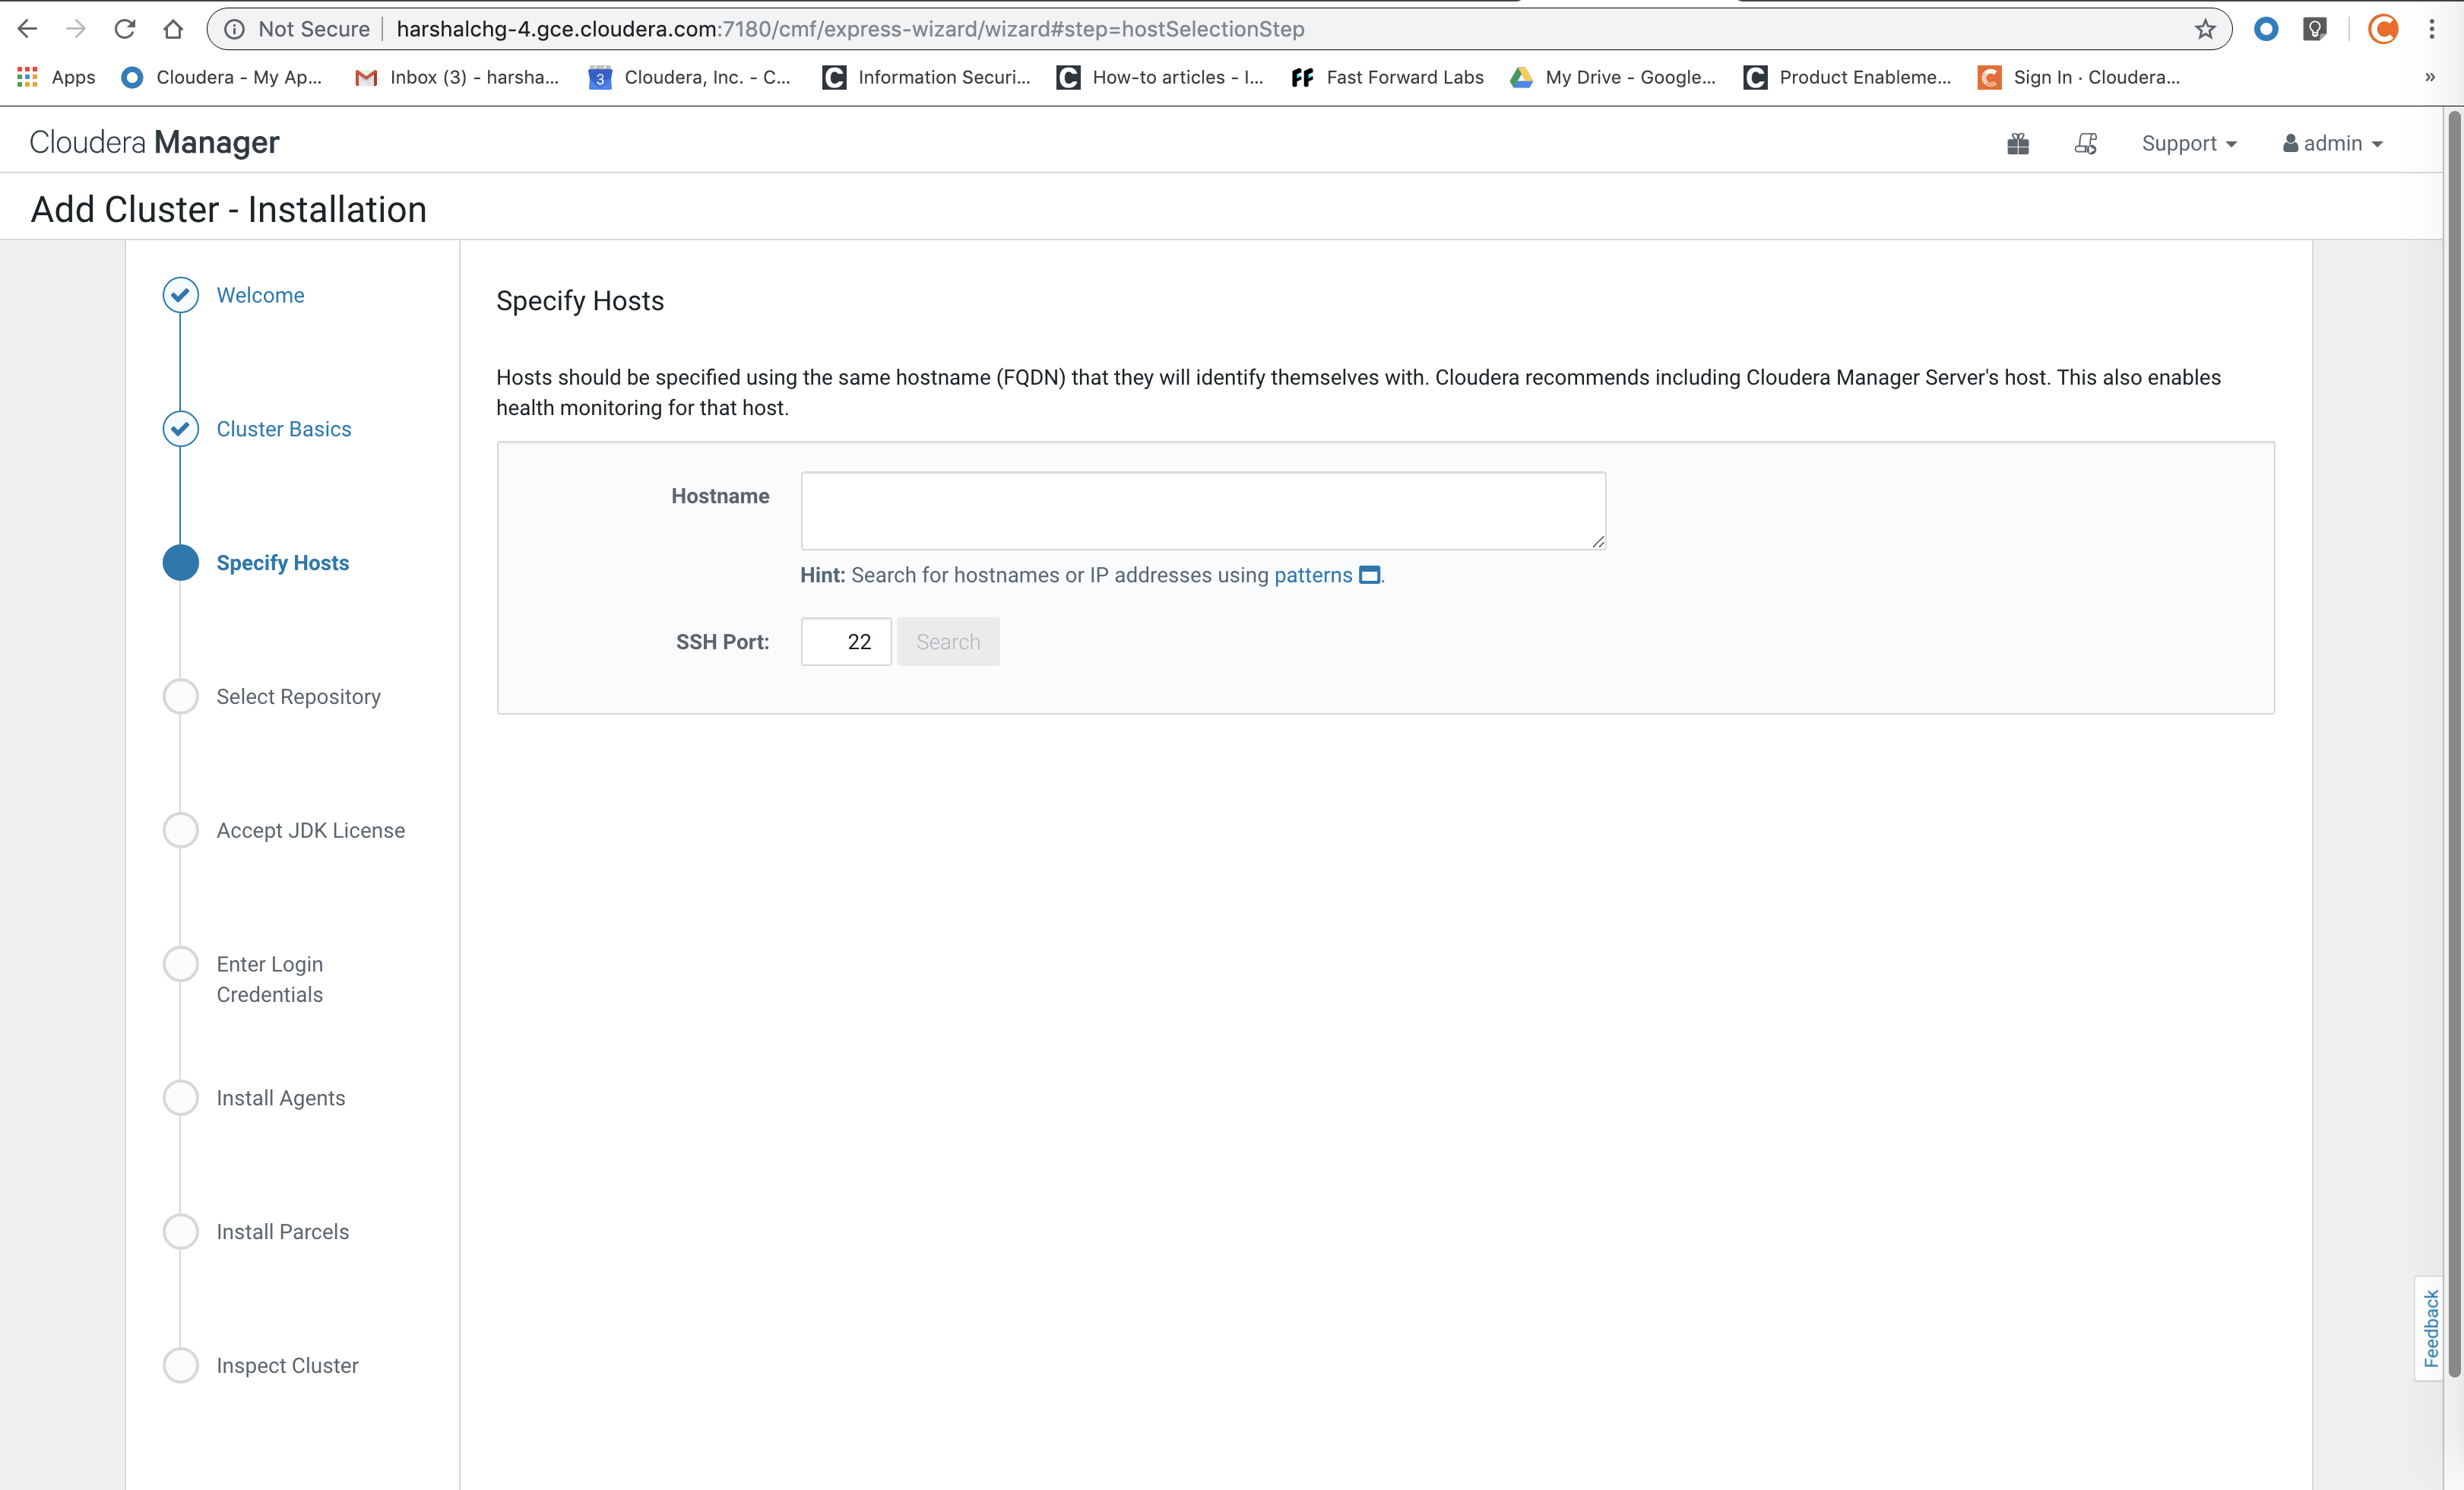 Not Secure harshalchg-4.gce.cloudera.com:7180/cmf/express-wizard/wizard#step=hostSelectionStep
Apps Cloudera - My Ap... Inbox (3) - harsha... 3 Cloudera, Inc. - C... Information Securi... How-to articles - I... Fast Forward Labs My Drive - Google... Product Enableme... Sign In · Cloudera... »
Cloudera Manager
Support admin
Add Cluster - Installation
Welcome
Cluster Basics
Specify Hosts
Select Repository
Accept JDK License
Enter Login
Credentials
Install Agents
Install Parcels
Inspect Cluster
Specify Hosts
Hosts should be specified using the same hostname (FQDN) that they will identify themselves with. Cloudera recommends including Cloudera Manager Server's host. This also enables
health monitoring for that host.
Hostname
Hint: Search for hostnames or IP addresses using patterns .
SSH Port: 22 Search
Feedback